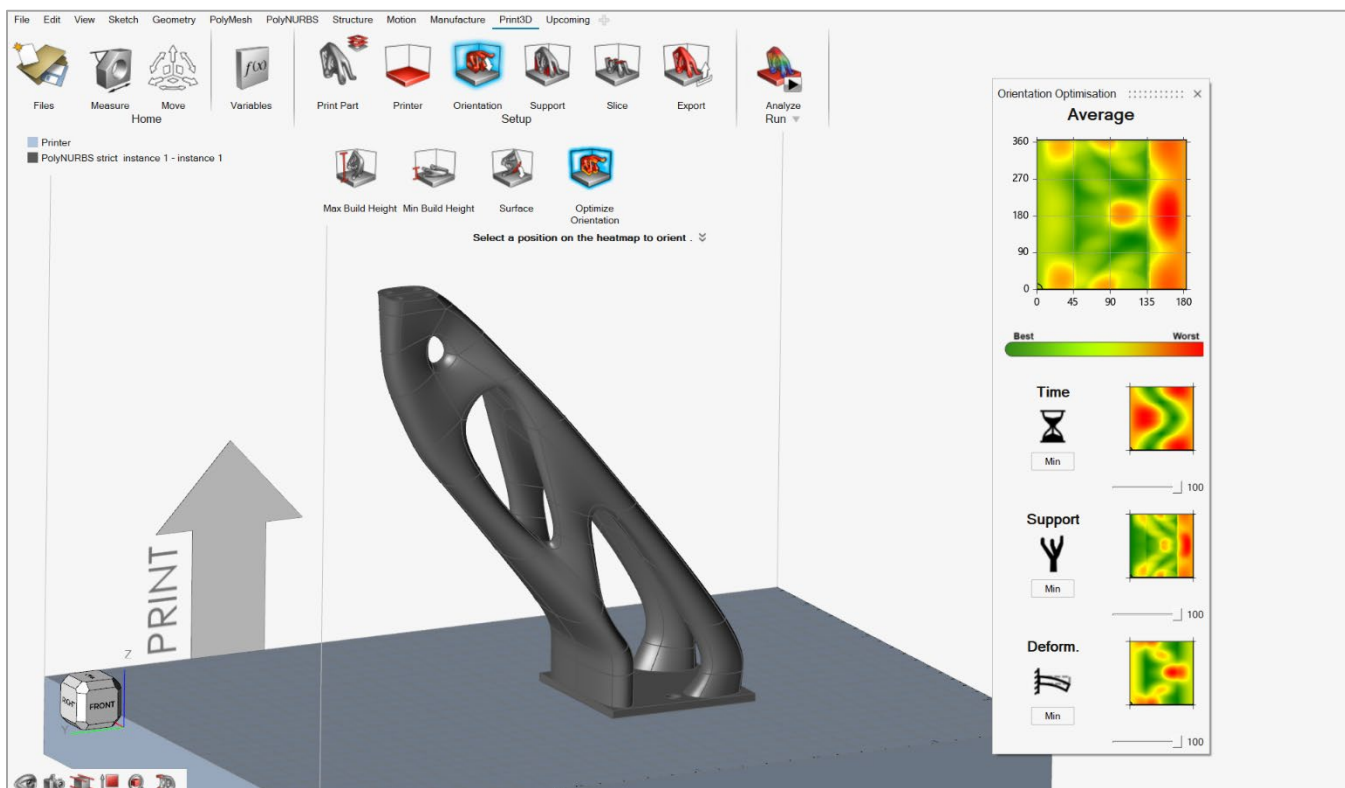 File Edit View Sketch Geometry PolyMesh PolyNURBS Structure Motion Manufacture Print3D Upcoming
Files Measure Move Variables Print Part Printer Orientation Support Slice Export Analyze
Home Setup Run
Printer
PolyNURBS strict instance 1 - instance 1
Max Build Height Min Build Height Surface Optimize
Orientation
Select a position on the heatmap to orient .
PRINT
Z
Y
RIGHT FRONT
Orientation Optimisation
Average
360
270
180
90
0
0 45 90 135 180
Best Worst
Time
Min
100
Support
Min
100
Deform.
Min
100